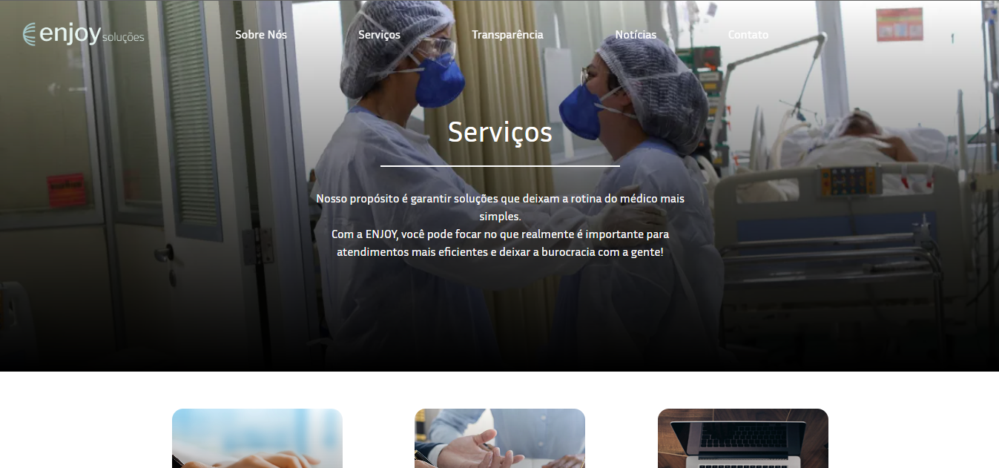 enjoy soluções
Sobre Nós
Serviços
Transparência
Notícias
Contato
Serviços
Nosso propósito é garantir soluções que deixam a rotina do médico mais
simples.
Com a ENJOY, você pode focar no que realmente é importante para
atendimentos mais eficientes e deixar a burocracia com a gente!